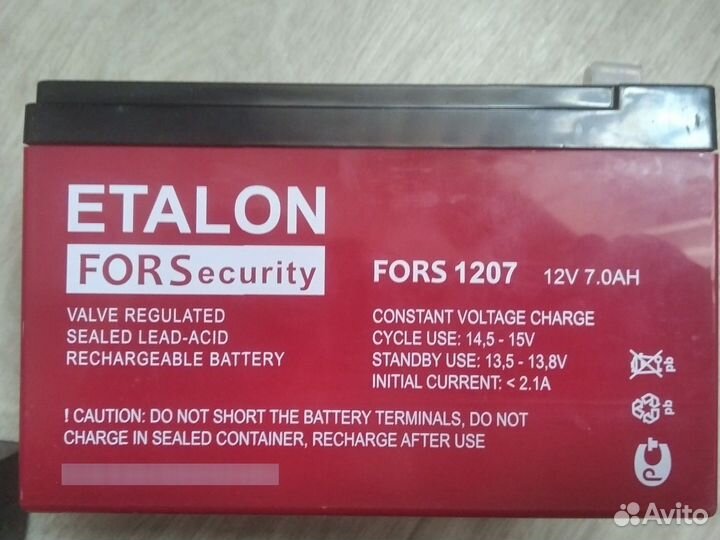 ETALON
FORSecurity
VALVE REGULATED
SEALED LEAD-ACID
RECHARGEABLE BATTERY
FORS 1207 12V 7.0AH
CONSTANT VOLTAGE CHARGE
CYCLE USE: 14,5 - 15V
STANDBY USE: 13,5 - 13,8V
INITIAL CURRENT: < 2.1A
! CAUTION: DO NOT SHORT THE BATTERY TERMINALS, DO NOT
CHARGE IN SEALED CONTAINER, RECHARGE AFTER USE
pb
pb
Avito